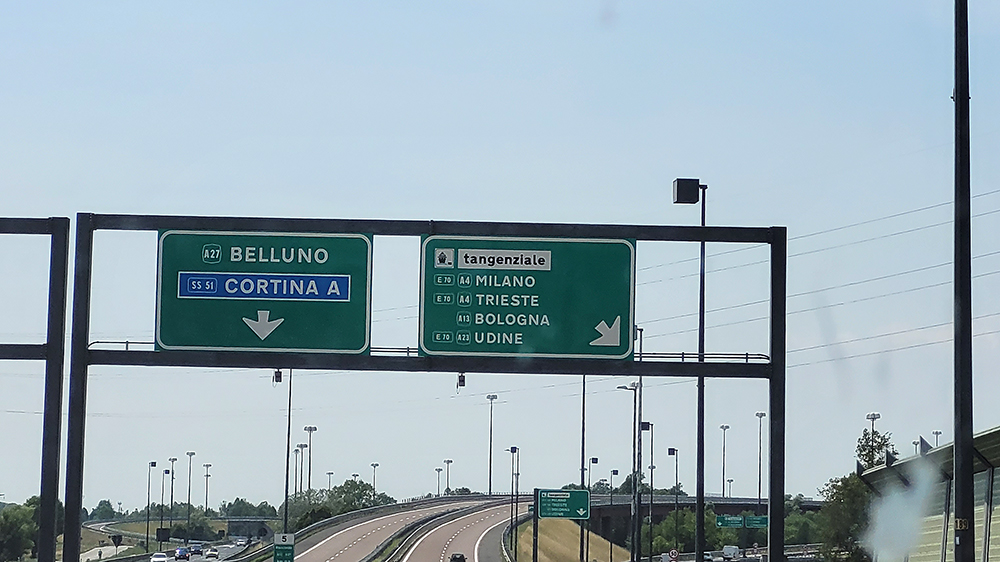 A27 BELLUNO
SS 51 CORTINA A
tangenziale
E 70 A4 MILANO
E 70 A4 TRIESTE
A13 BOLOGNA
E 70 A23 UDINE
5